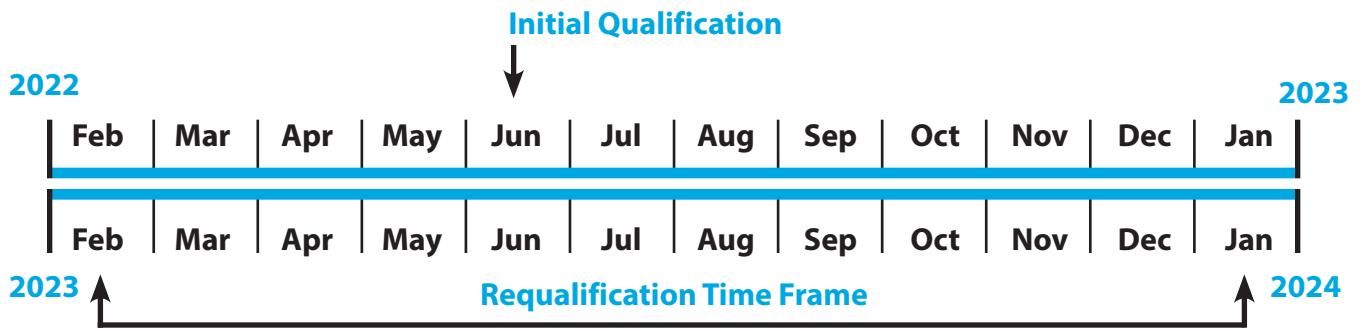 Initial Qualification
2022
2023
Feb Mar Apr May Jun Jul Aug Sep Oct Nov Dec Jan
Feb Mar Apr May Jun Jul Aug Sep Oct Nov Dec Jan
2023 Requalification Time Frame 2024